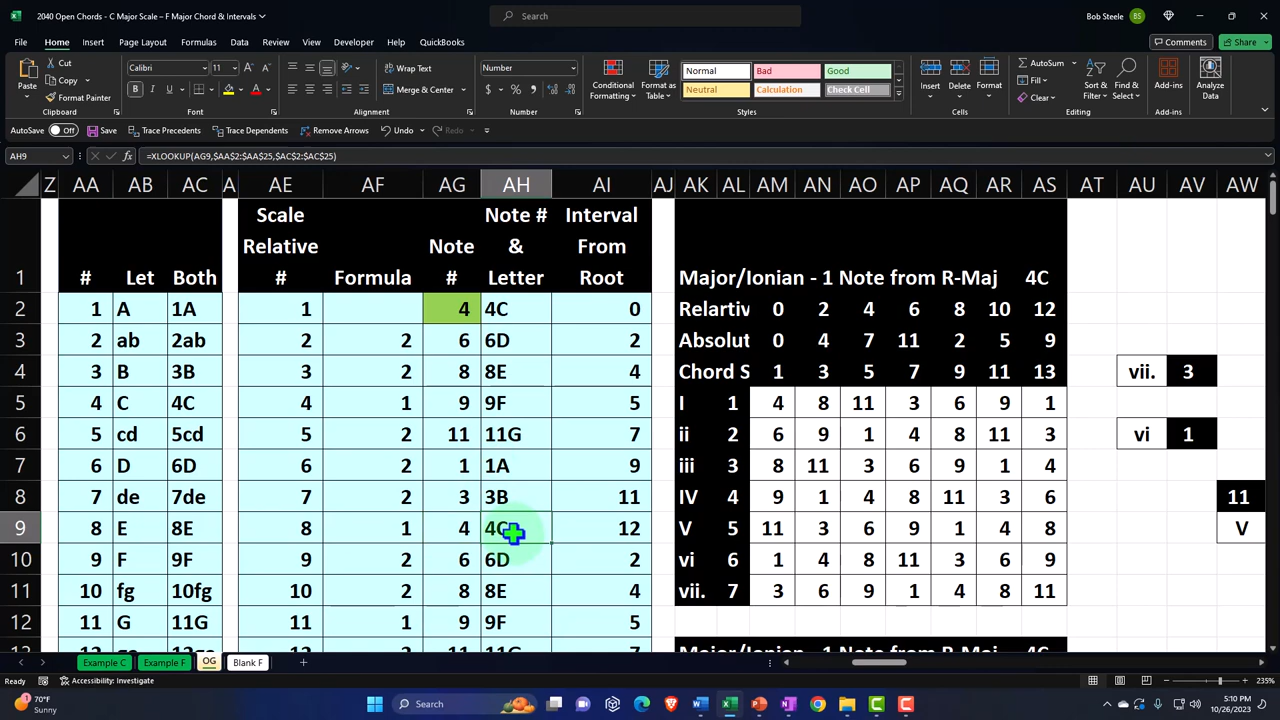 2040 Open Chords - C Major Scale – F Major Chord & Intervals
Search
Bob Steele BS
File Home Insert Page Layout Formulas Data Review View Developer Automate Help QuickBooks
Comments Share
Paste Cut Copy Format Painter
Calibri 11
Wrap Text
Merge & Center
Number
Conditional Formatting
Format as Table
Normal Bad Good
Neutral Calculation Check Cell
Insert Delete Format
AutoSum Fill Clear
Sort & Filter
Find & Select
Add-ins
Analyze Data
Clipboard Font Alignment Number Styles Cells Editing Add-ins
AutoSave Off Save Trace Precedents Trace Dependents Remove Arrows Undo Redo
AH9 fx =XLOOKUP(AG9,$AA$2:$AA$25,$AC$2:$AC$25)
Z AA AB AC A AE AF AG AH AI AJ AK AL AM AN AO AP AQ AR AS AT AU AV AW
Scale Note # Interval
Relative Note & From
1 # Let Both # Formula # Letter Root Major/Ionian - 1 Note from R-Maj 4C
2 1 A 1A 1 4 4C 0 Relartiv 0 2 4 6 8 10 12
3 2 ab 2ab 2 2 6 6D 2 Absolut 0 4 7 11 2 5 9
4 3 B 3B 3 2 8 8E 4 Chord S 1 3 5 7 9 11 13 vii. 3
5 4 C 4C 4 1 9 9F 5 I 1 4 8 11 3 6 9 1
6 5 cd 5cd 5 2 11 11G 7 ii 2 6 9 1 4 8 11 3 vi 1
7 6 D 6D 6 2 1 1A 9 iii 3 8 11 3 6 9 1 4
8 7 de 7de 7 2 3 3B 11 IV 4 9 1 4 8 11 3 6 11
9 8 E 8E 8 1 4 4C 12 V 5 11 3 6 9 1 4 8 V
10 9 F 9F 9 2 6 6D 2 vi 6 1 4 8 11 3 6 9
11 10 fg 10fg 10 2 8 8E 4 vii. 7 3 6 9 1 4 8 11
12 11 G 11G 11 1 9 9F 5
Major/Ionian - 1 Note from R-Maj 4C
Example C Example F OG Blank F
Ready Accessibility: Investigate 235%
70°F
Sunny
Search
5:10 PM
10/26/2023